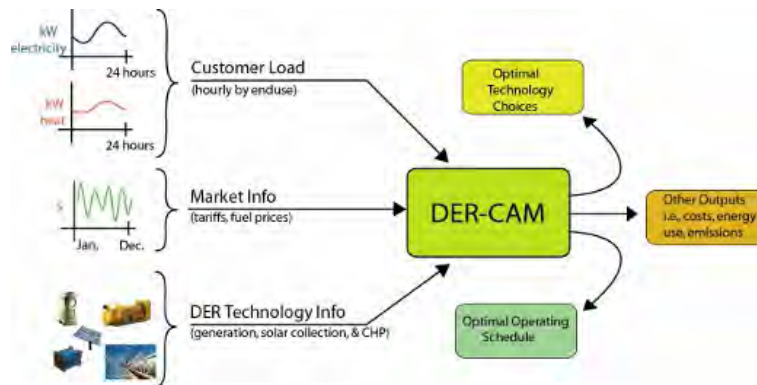 kW
electricity
24 hours
kW
heat
24 hours
Customer Load
(hourly by enduse)
$
Jan.
Dec.
Market Info
(tariffs, fuel prices)
DER Technology Info
(generation, solar collection, & CHP)
DER-CAM
Optimal
Technology
Choices
Other Outputs
i.e., costs, energy
use, emissions
Optimal Operating
Schedule